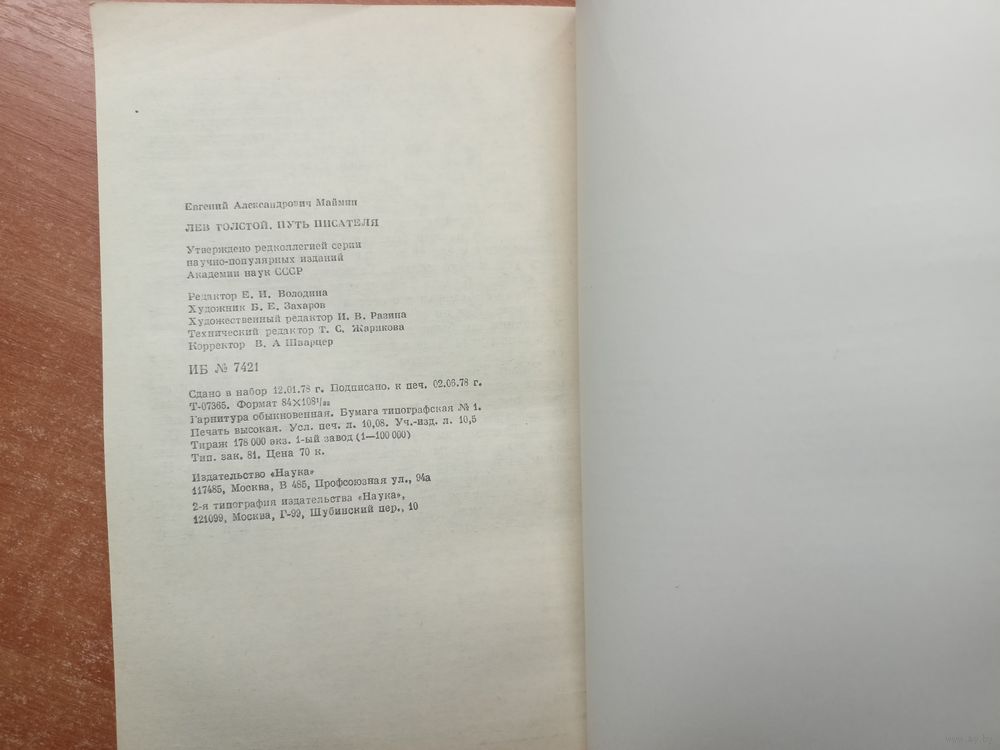 Евгений Александрович Маймин
ЛЕВ ТОЛСТОЙ. ПУТЬ ПИСАТЕЛЯ
Утверждено редколлегией серии
научно-популярных изданий
Академии наук СССР
Редактор Е. И. Володина
Художник Б. Е. Захаров
Художественный редактор И. В. Разина
Технический редактор Т. С. Жарикова
Корректор В. А Шварцер
ИБ № 7421
Сдано в набор 12.01.78 г. Подписано. к печ. 02.06.78 г.
Т-07365. Формат 84×108 1/32
Гарнитура обыкновенная. Бумага типографская № 1.
Печать высокая. Усл. печ. л. 10,08. Уч.-изд. л. 10,5
Тираж 178 000 экз. 1-ый завод (1—100 000)
Тип. зак. 81. Цена 70 к.
Издательство «Наука»
117485, Москва, В 485, Профсоюзная ул., 94а
2-я типография издательства «Наука»,
121099, Москва, Г-99, Шубинский пер., 10